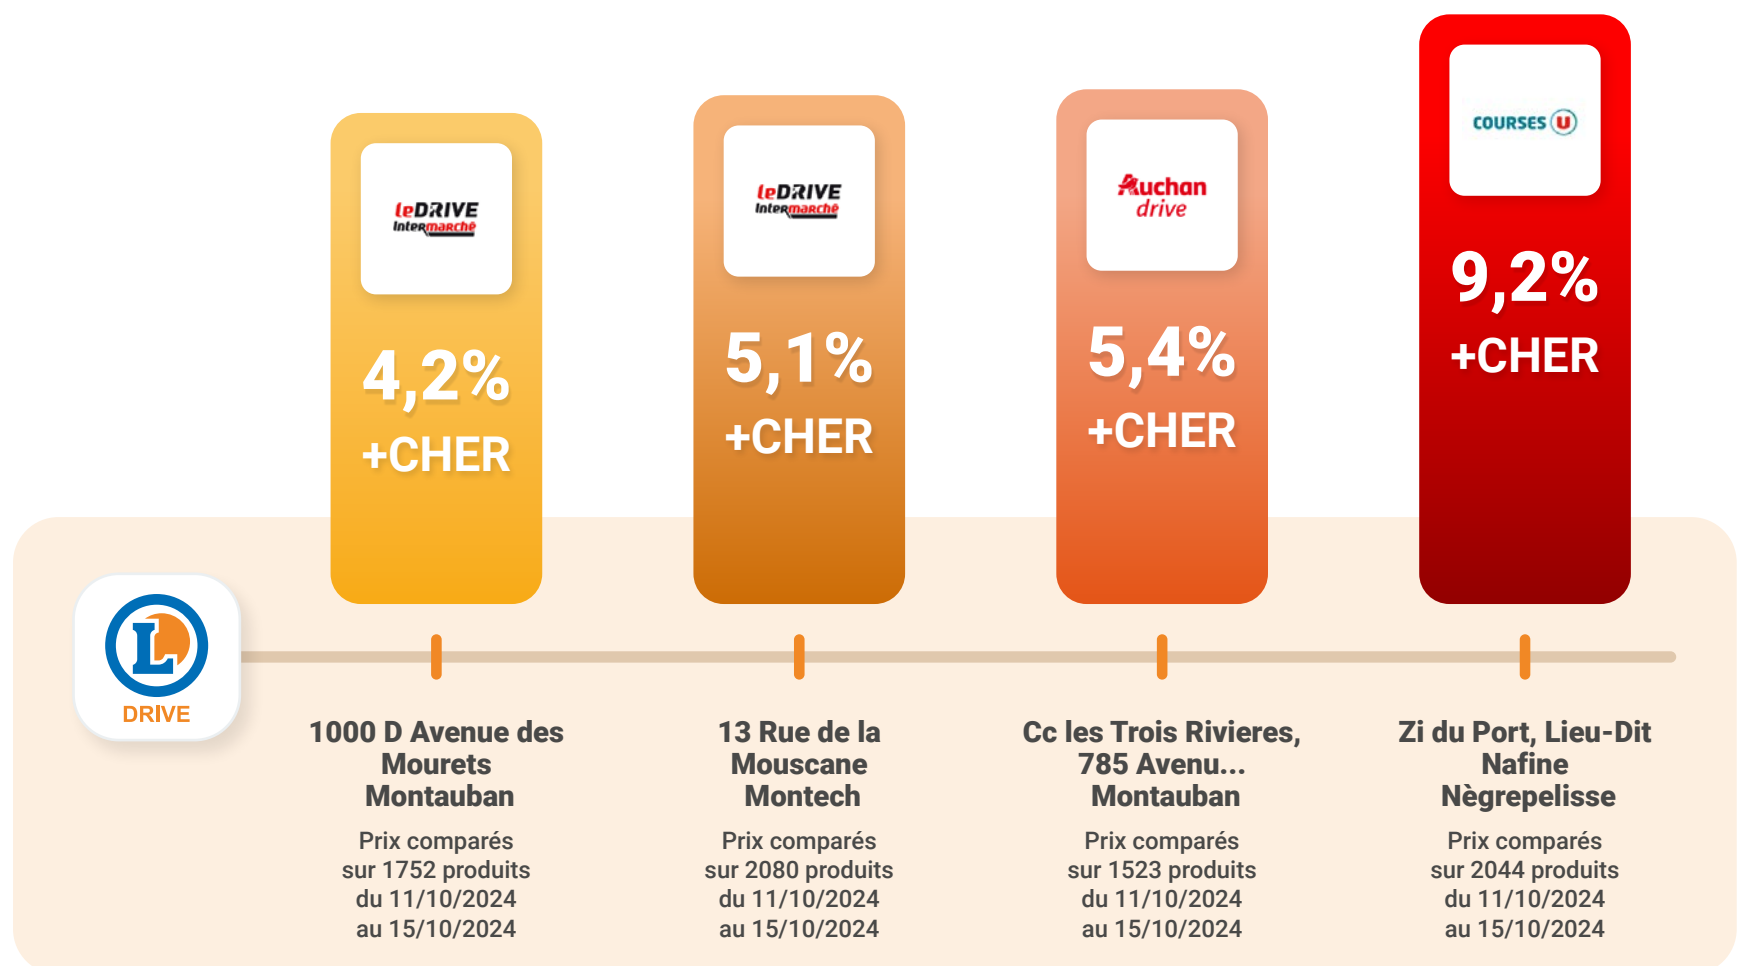 leDRIVE
Intermarché
4,2%
+CHER
leDRIVE
Intermarché
5,1%
+CHER
Auchan
drive
5,4%
+CHER
COURSES U
9,2%
+CHER
L
DRIVE
1000 D Avenue des
Mourets
Montauban
Prix comparés
sur 1752 produits
du 11/10/2024
au 15/10/2024
13 Rue de la
Mouscane
Montech
Prix comparés
sur 2080 produits
du 11/10/2024
au 15/10/2024
Cc les Trois Rivieres,
785 Avenu...
Montauban
Prix comparés
sur 1523 produits
du 11/10/2024
au 15/10/2024
Zi du Port, Lieu-Dit
Nafine
Nègrepelisse
Prix comparés
sur 2044 produits
du 11/10/2024
au 15/10/2024